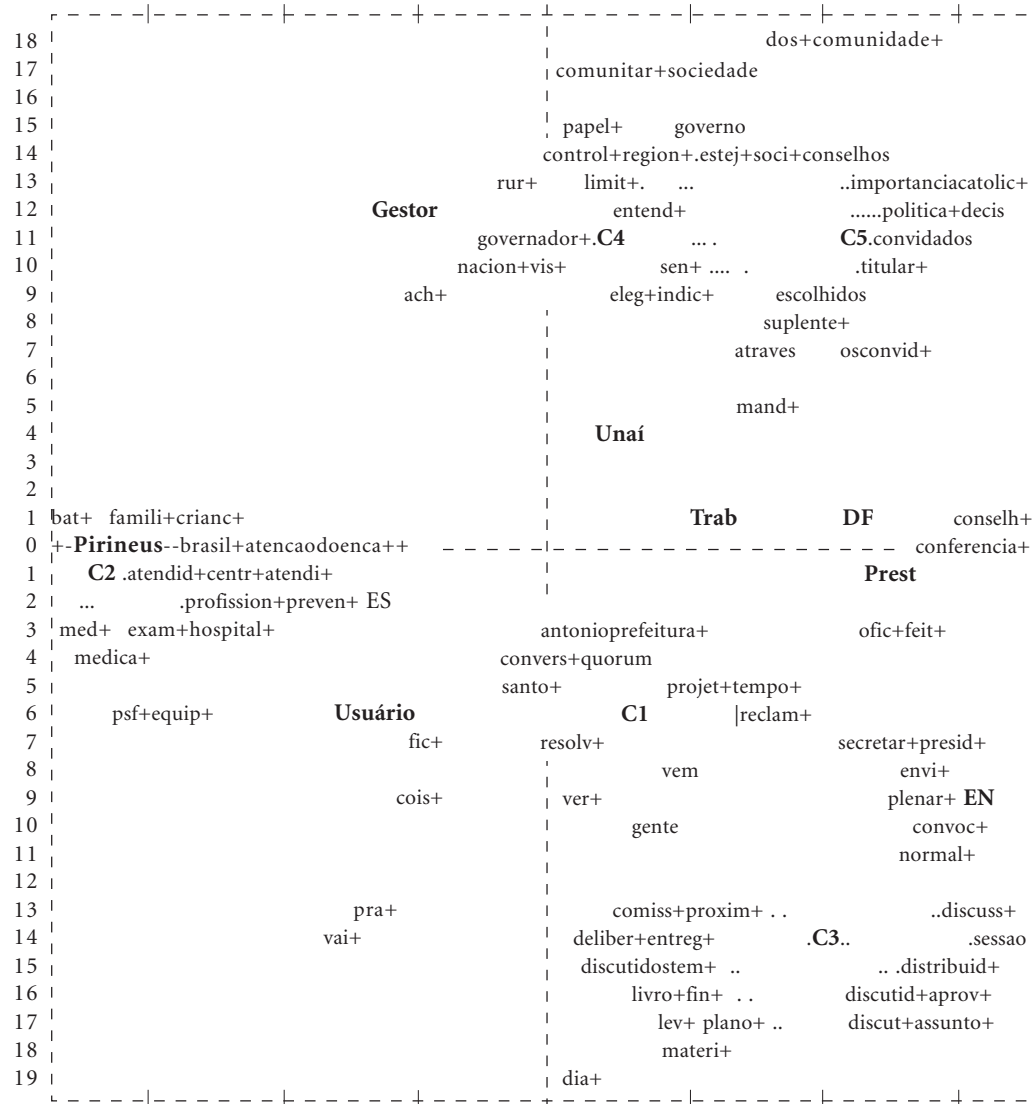 18 dos+comunidade+
17 comunitar+sociedade
16
15 papel+ governo
14 control+region+.estej+soci+conselhos
13 rur+ limit+. ... ..importanciacatolic+
12 Gestor entend+ ......politica+decis
11 governador+.C4 ... . C5.convidados
10 nacion+vis+ sen+ .... . .titular+
9 ach+ eleg+indic+ escolhidos
8 suplente+
7 atraves osconvid+
6
5 mand+
4 Unaí
3
2
1 bat+ famili+crianc+ Trab DF conselh+
0 +-Pirineus--brasil+atencaodoenca++ conferencia+
1 C2 .atendid+centr+atendi+ Prest
2 ... .profission+preven+ ES
3 med+ exam+hospital+ antonioprefeitura+ ofic+feit+
4 medica+ convers+quorum
5 santo+ projet+tempo+
6 psf+equip+ Usuário C1 |reclam+
7 fic+ resolv+ secretar+presid+
8 vem envi+
9 cois+ ver+ plenar+ EN
10 gente convoc+
11 normal+
12
13 pra+ comiss+proxim+ . . ..discuss+
14 vai+ deliber+entreg+ .C3.. .sessao
15 discutidostem+ .. .. .distribuid+
16 livro+fin+ . . discutid+aprov+
17 lev+ plano+ .. discut+assunto+
18 materi+
19 dia+